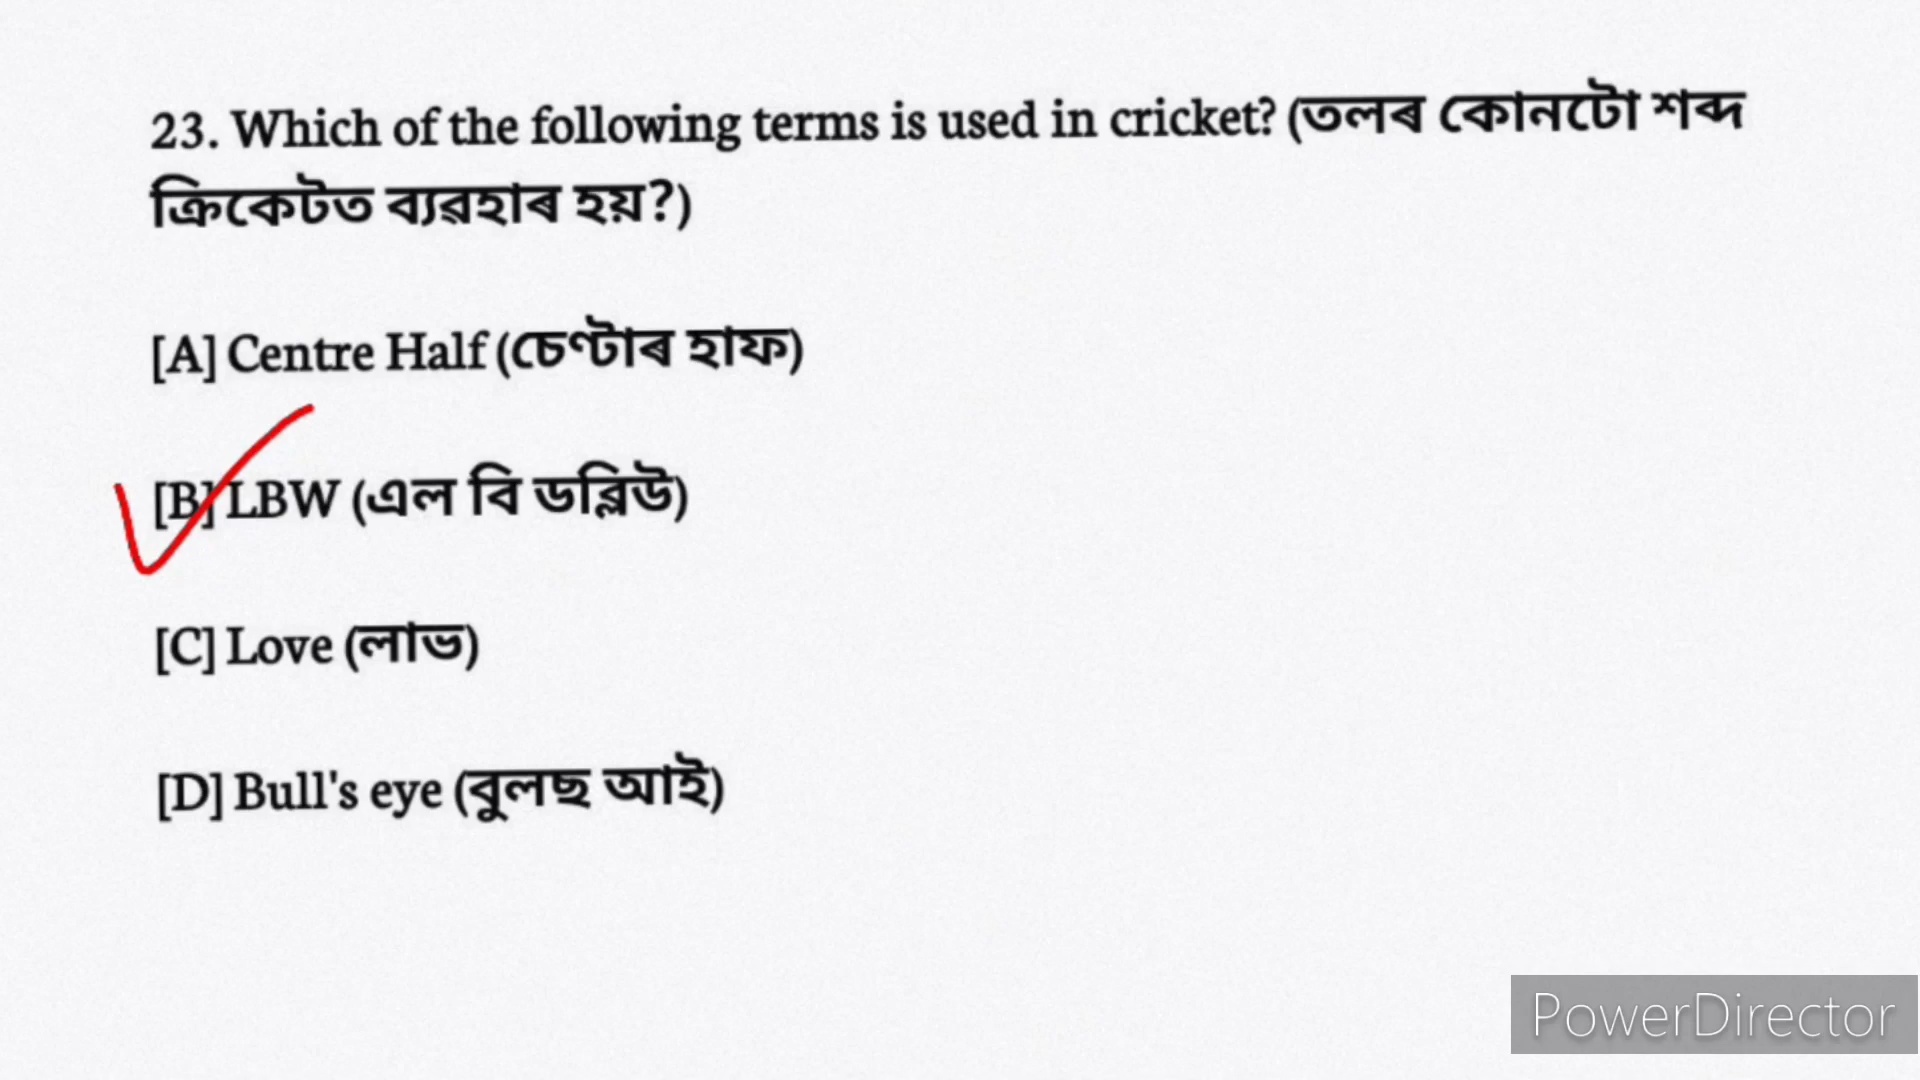 23. Which of the following terms is used in cricket? (তলৰ কোনটো শব্দ
ক্ৰিকেটত ব্যৱহাৰ হয়?)
[A] Centre Half (চেণ্টাৰ হাফ)
[B] LBW (এল বি ডব্লিউ)
[C] Love (লাভ)
[D] Bull's eye (বুলছ আই)
PowerDirector